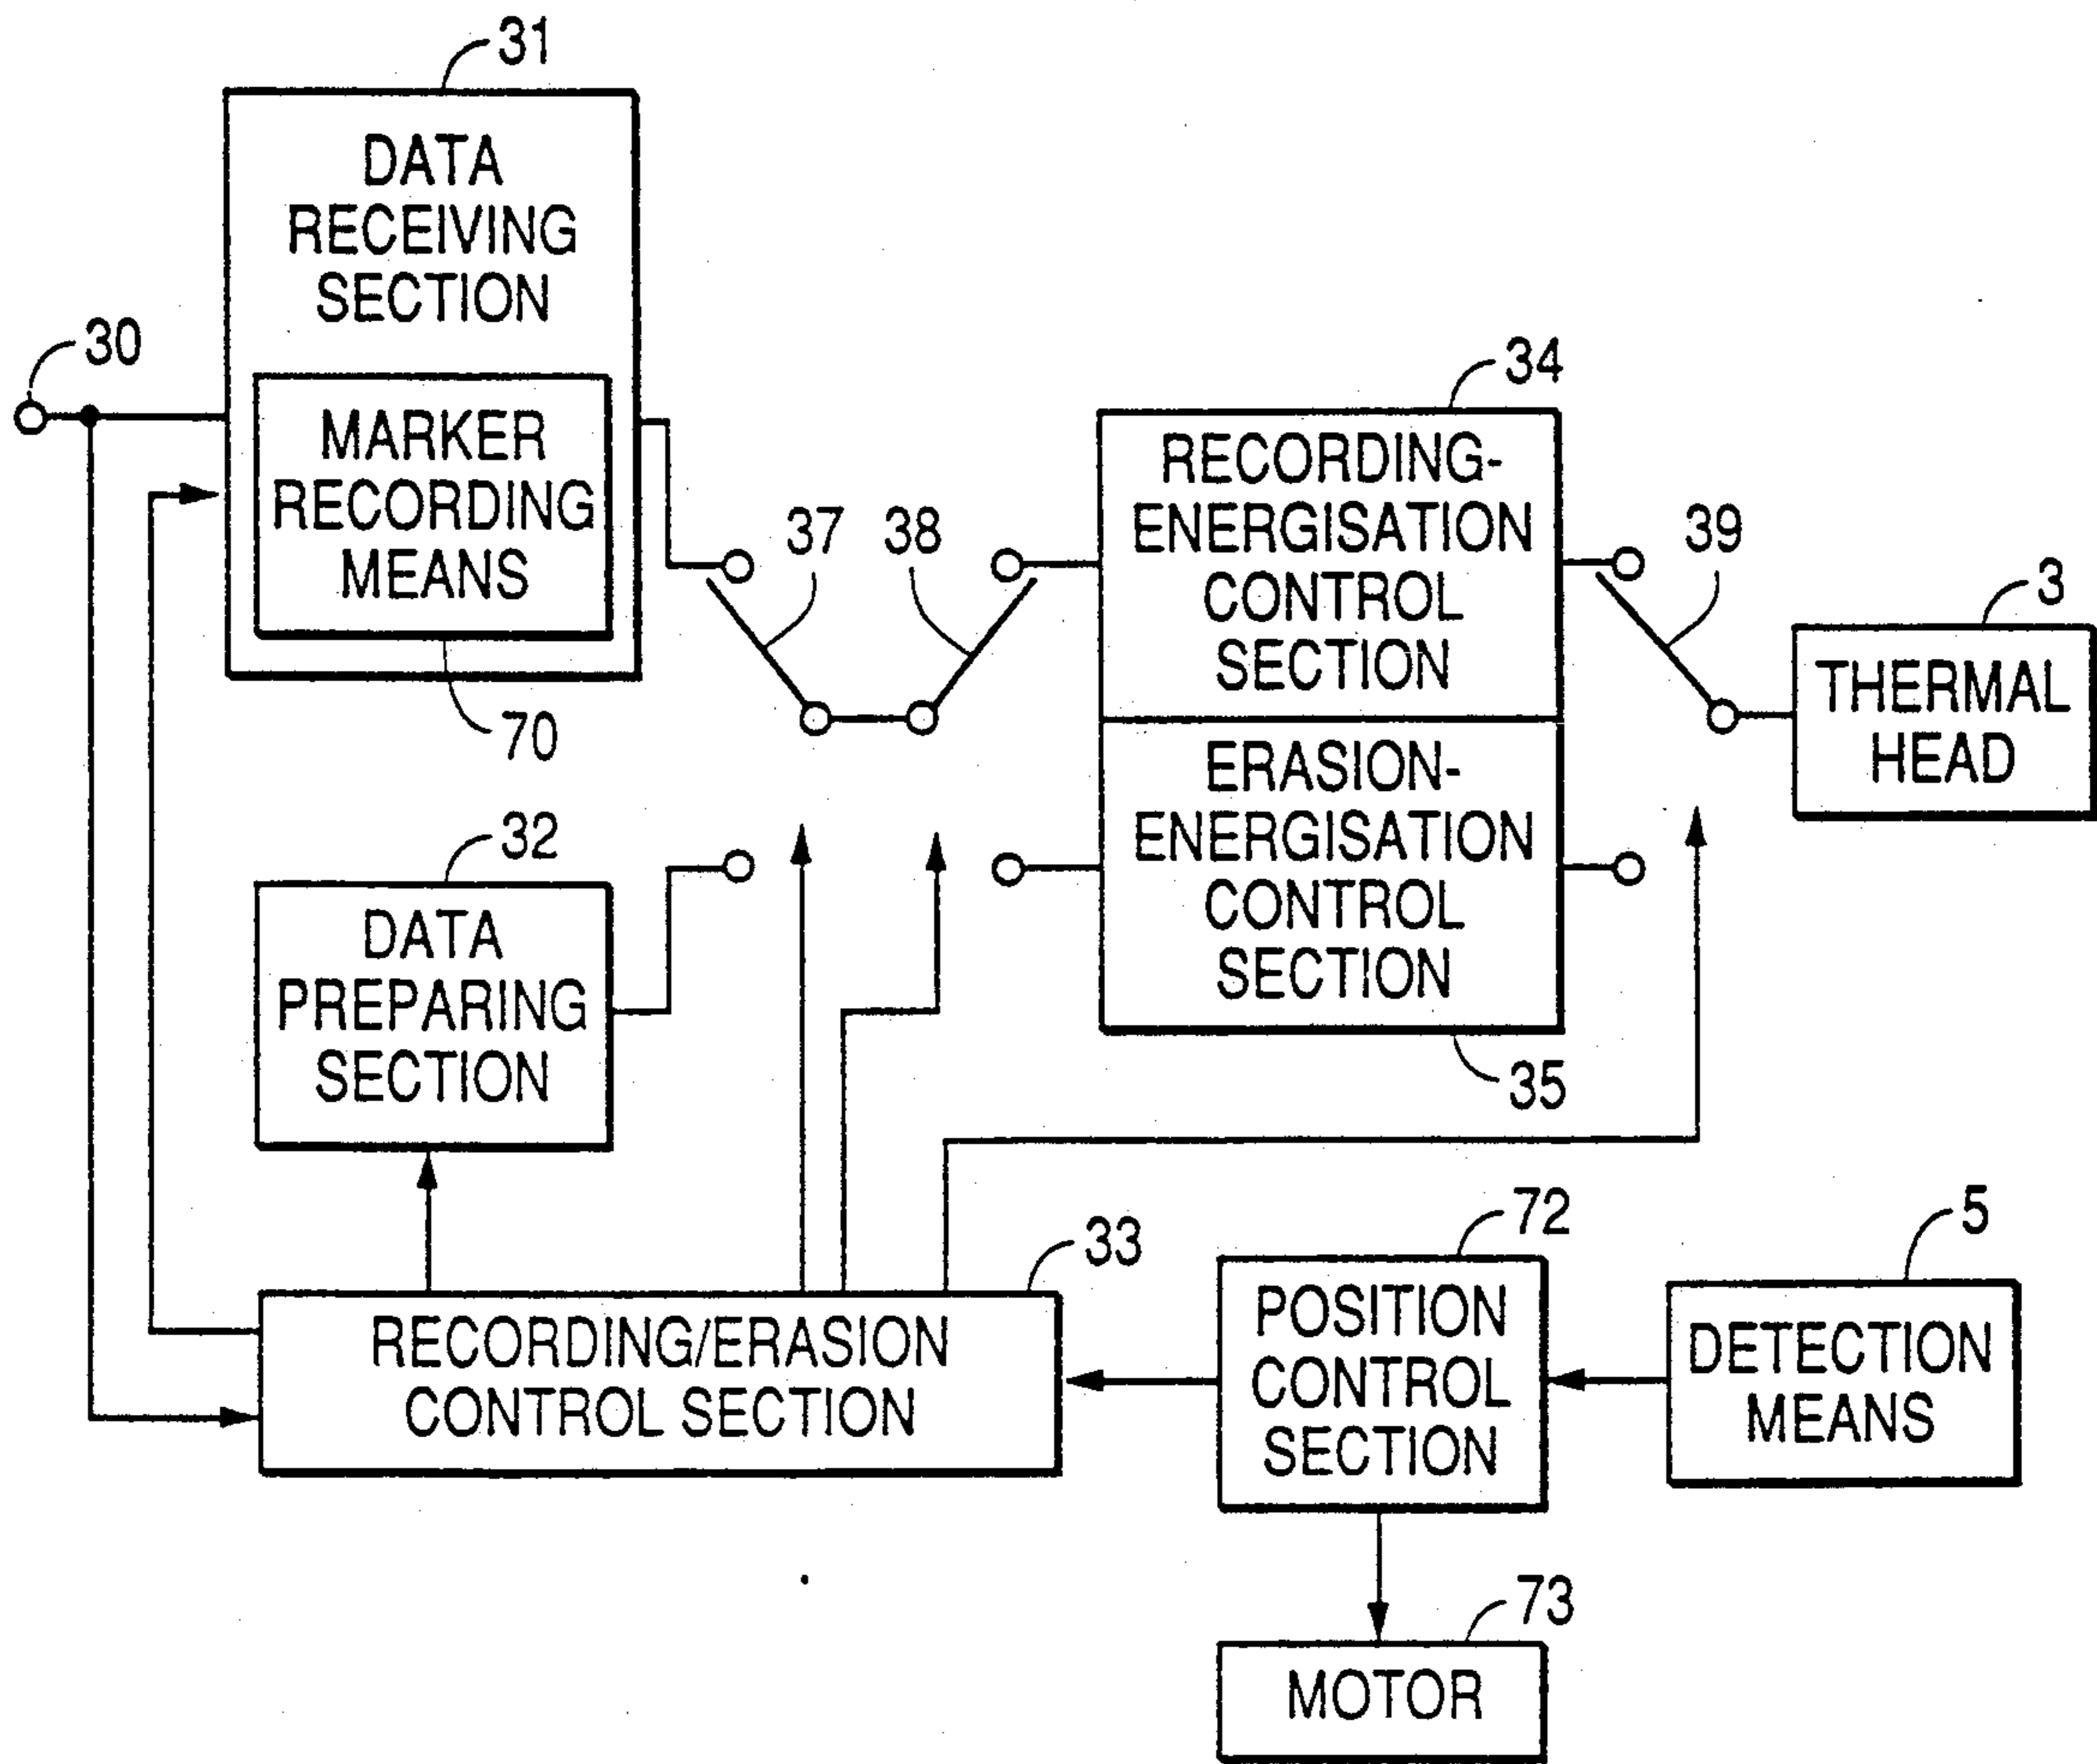 31
DATA
RECEIVING
SECTION
30
MARKER
RECORDING
MEANS
70
37
38
34
RECORDING-
ENERGISATION
CONTROL
SECTION
39
3
THERMAL
HEAD
ERASION-
ENERGISATION
CONTROL
SECTION
35
32
DATA
PREPARING
SECTION
33
RECORDING/ERASION
CONTROL SECTION
72
POSITION
CONTROL
SECTION
5
DETECTION
MEANS
73
MOTOR